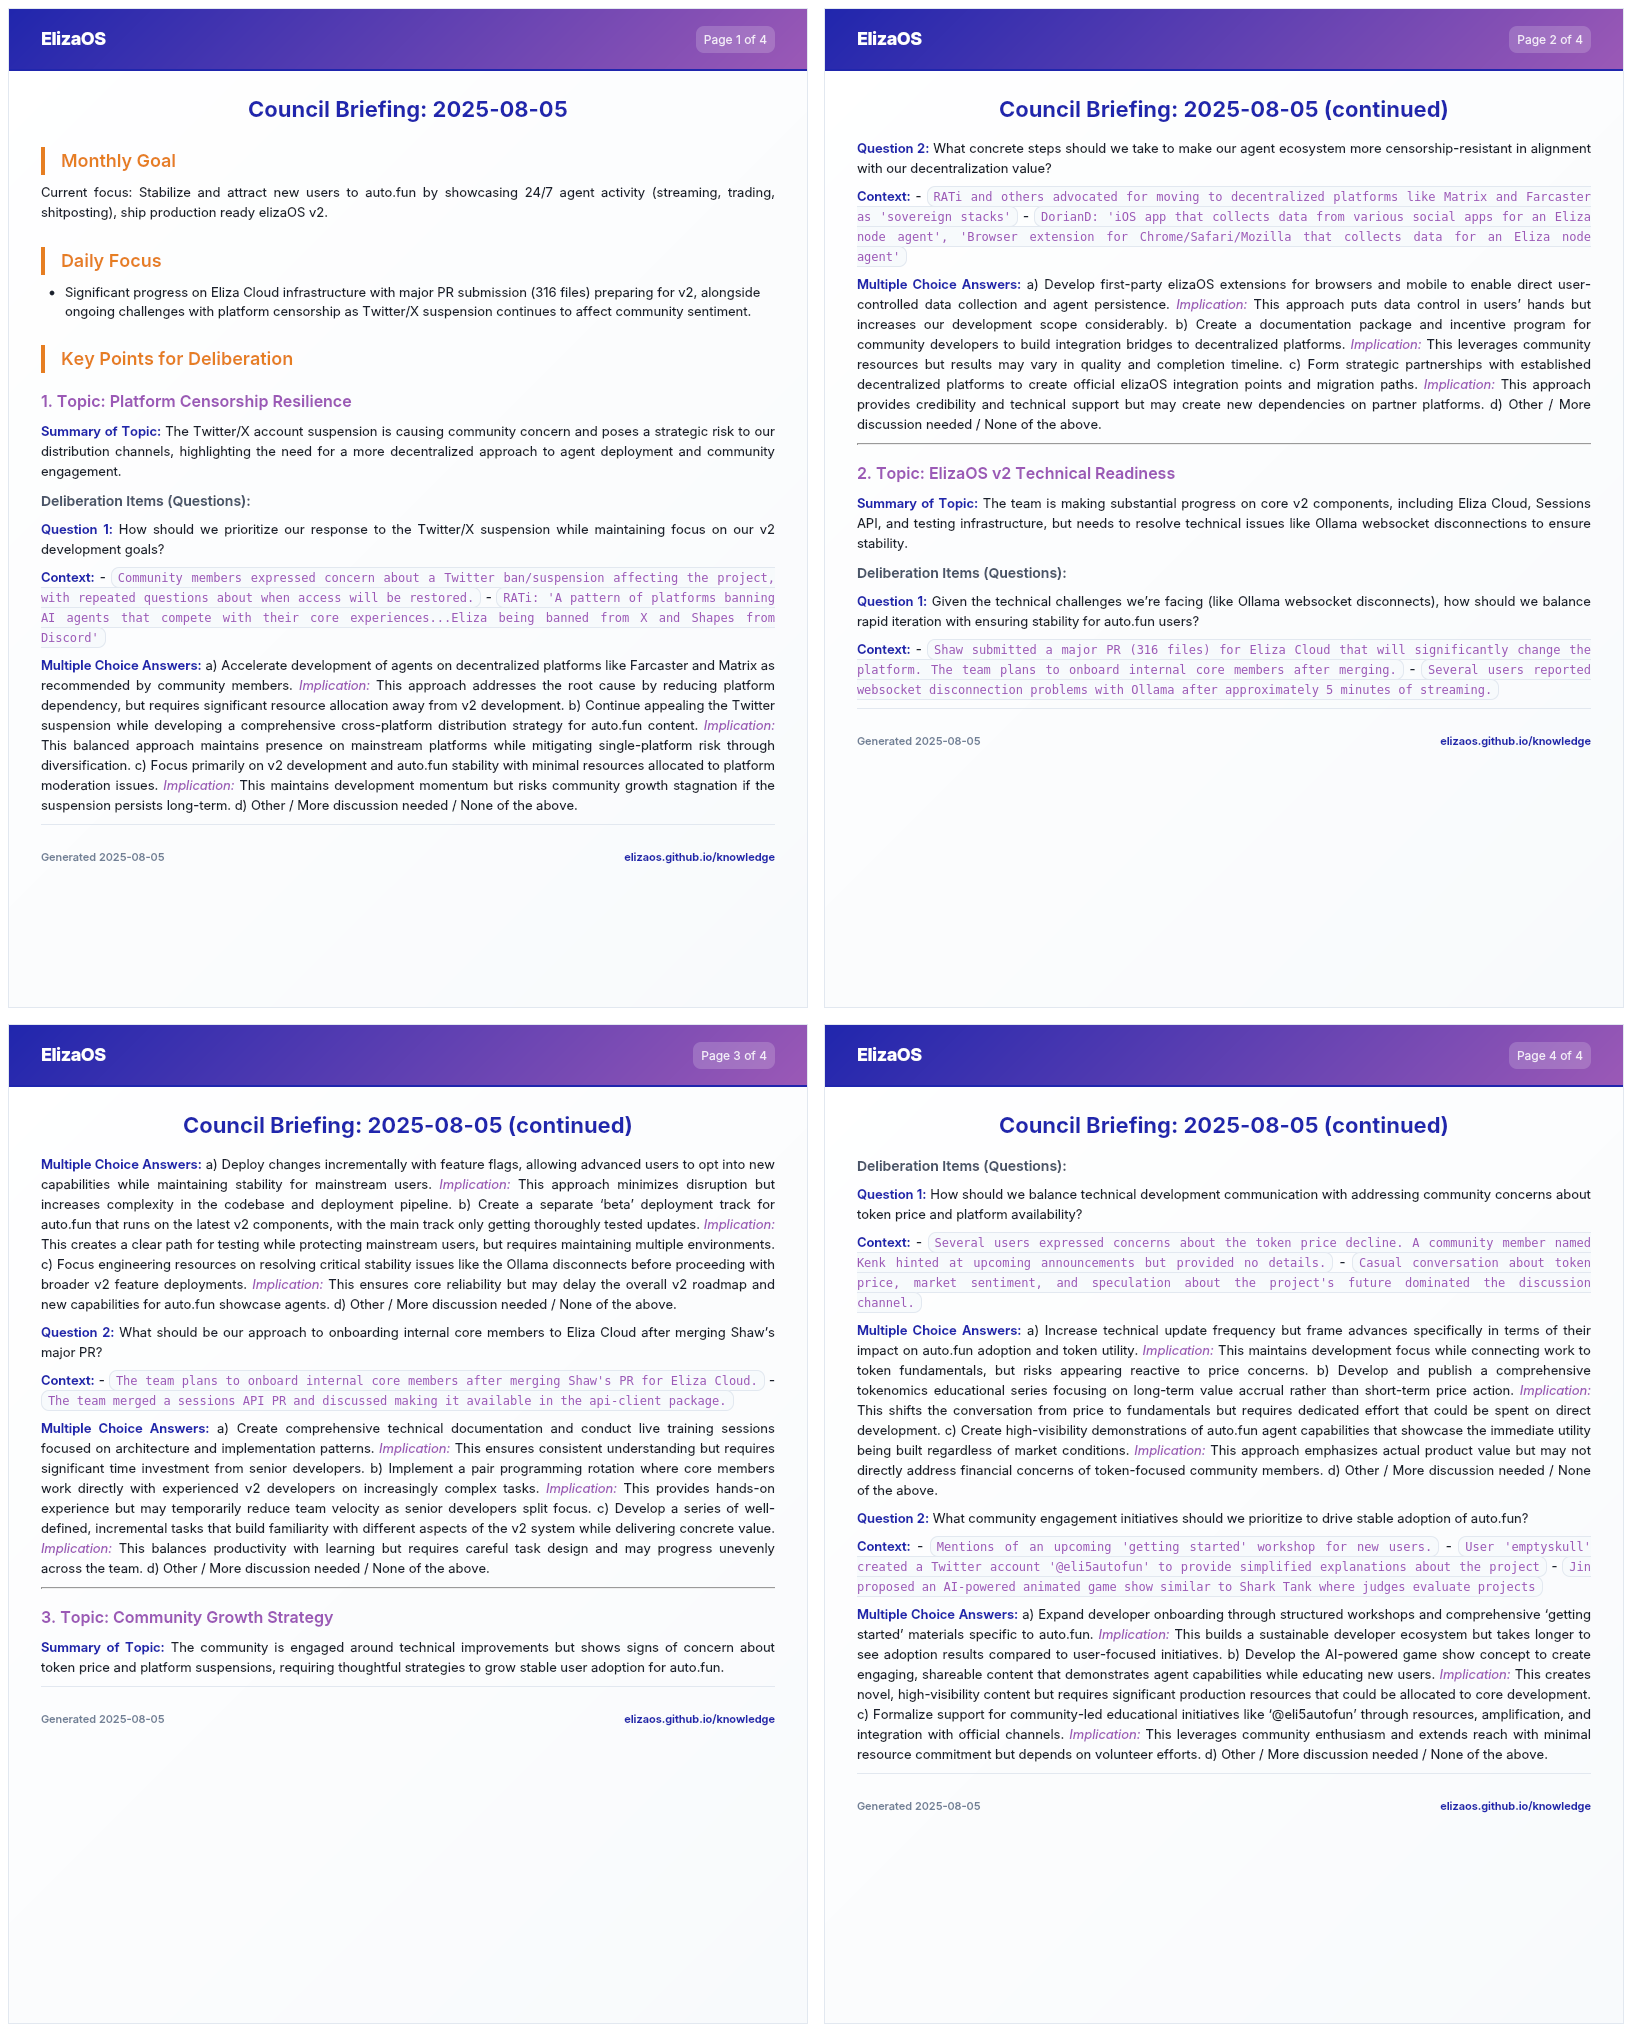 ElizaOS
Page 1 of 4
Council Briefing: 2025-08-05
Monthly Goal
Current focus: Stabilize and attract new users to auto.fun by showcasing 24/7 agent activity (streaming, trading,
shitposting), ship production ready elizaOS v2.
Daily Focus
• Significant progress on Eliza Cloud infrastructure with major PR submission (316 files) preparing for v2, alongside
ongoing challenges with platform censorship as Twitter/X suspension continues to affect community sentiment.
Key Points for Deliberation
1. Topic: Platform Censorship Resilience
Summary of Topic: The Twitter/X account suspension is causing community concern and poses a strategic risk to our
distribution channels, highlighting the need for a more decentralized approach to agent deployment and community
engagement.
Deliberation Items (Questions):
Question 1: How should we prioritize our response to the Twitter/X suspension while maintaining focus on our v2
development goals?
Context: - Community members expressed concern about a Twitter ban/suspension affecting the project,
with repeated questions about when access will be restored. - RATi: 'A pattern of platforms banning
AI agents that compete with their core experiences...Eliza being banned from X and Shapes from
Discord'
Multiple Choice Answers: a) Accelerate development of agents on decentralized platforms like Farcaster and Matrix as
recommended by community members. Implication: This approach addresses the root cause by reducing platform
dependency, but requires significant resource allocation away from v2 development. b) Continue appealing the Twitter
suspension while developing a comprehensive cross-platform distribution strategy for auto.fun content. Implication:
This balanced approach maintains presence on mainstream platforms while mitigating single-platform risk through
diversification. c) Focus primarily on v2 development and auto.fun stability with minimal resources allocated to platform
moderation issues. Implication: This maintains development momentum but risks community growth stagnation if the
suspension persists long-term. d) Other / More discussion needed / None of the above.
Generated 2025-08-05
elizaos.github.io/knowledge
ElizaOS
Page 2 of 4
Council Briefing: 2025-08-05 (continued)
Question 2: What concrete steps should we take to make our agent ecosystem more censorship-resistant in alignment
with our decentralization value?
Context: - RATi and others advocated for moving to decentralized platforms like Matrix and Farcaster
as 'sovereign stacks' - DorianD: 'iOS app that collects data from various social apps for an Eliza
node agent', 'Browser extension for Chrome/Safari/Mozilla that collects data for an Eliza node
agent'
Multiple Choice Answers: a) Develop first-party elizaOS extensions for browsers and mobile to enable direct user-
controlled data collection and agent persistence. Implication: This approach puts data control in users’ hands but
increases our development scope considerably. b) Create a documentation package and incentive program for
community developers to build integration bridges to decentralized platforms. Implication: This leverages community
resources but results may vary in quality and completion timeline. c) Form strategic partnerships with established
decentralized platforms to create official elizaOS integration points and migration paths. Implication: This approach
provides credibility and technical support but may create new dependencies on partner platforms. d) Other / More
discussion needed / None of the above.
2. Topic: ElizaOS v2 Technical Readiness
Summary of Topic: The team is making substantial progress on core v2 components, including Eliza Cloud, Sessions
API, and testing infrastructure, but needs to resolve technical issues like Ollama websocket disconnections to ensure
stability.
Deliberation Items (Questions):
Question 1: Given the technical challenges we’re facing (like Ollama websocket disconnects), how should we balance
rapid iteration with ensuring stability for auto.fun users?
Context: - Shaw submitted a major PR (316 files) for Eliza Cloud that will significantly change the
platform. The team plans to onboard internal core members after merging. - Several users reported
websocket disconnection problems with Ollama after approximately 5 minutes of streaming.
Generated 2025-08-05
elizaos.github.io/knowledge
ElizaOS
Page 3 of 4
Council Briefing: 2025-08-05 (continued)
Multiple Choice Answers: a) Deploy changes incrementally with feature flags, allowing advanced users to opt into new
capabilities while maintaining stability for mainstream users. Implication: This approach minimizes disruption but
increases complexity in the codebase and deployment pipeline. b) Create a separate ‘beta’ deployment track for
auto.fun that runs on the latest v2 components, with the main track only getting thoroughly tested updates. Implication:
This creates a clear path for testing while protecting mainstream users, but requires maintaining multiple environments.
c) Focus engineering resources on resolving critical stability issues like the Ollama disconnects before proceeding with
broader v2 feature deployments. Implication: This ensures core reliability but may delay the overall v2 roadmap and
new capabilities for auto.fun showcase agents. d) Other / More discussion needed / None of the above.
Question 2: What should be our approach to onboarding internal core members to Eliza Cloud after merging Shaw’s
major PR?
Context: - The team plans to onboard internal core members after merging Shaw's PR for Eliza Cloud. -
The team merged a sessions API PR and discussed making it available in the api-client package.
Multiple Choice Answers: a) Create comprehensive technical documentation and conduct live training sessions
focused on architecture and implementation patterns. Implication: This ensures consistent understanding but requires
significant time investment from senior developers. b) Implement a pair programming rotation where core members
work directly with experienced v2 developers on increasingly complex tasks. Implication: This provides hands-on
experience but may temporarily reduce team velocity as senior developers split focus. c) Develop a series of well-
defined, incremental tasks that build familiarity with different aspects of the v2 system while delivering concrete value.
Implication: This balances productivity with learning but requires careful task design and may progress unevenly
across the team. d) Other / More discussion needed / None of the above.
3. Topic: Community Growth Strategy
Summary of Topic: The community is engaged around technical improvements but shows signs of concern about
token price and platform suspensions, requiring thoughtful strategies to grow stable user adoption for auto.fun.
Generated 2025-08-05
elizaos.github.io/knowledge
ElizaOS
Page 4 of 4
Council Briefing: 2025-08-05 (continued)
Deliberation Items (Questions):
Question 1: How should we balance technical development communication with addressing community concerns about
token price and platform availability?
Context: - Several users expressed concerns about the token price decline. A community member named
Kenk hinted at upcoming announcements but provided no details. - Casual conversation about token
price, market sentiment, and speculation about the project's future dominated the discussion
channel.
Multiple Choice Answers: a) Increase technical update frequency but frame advances specifically in terms of their
impact on auto.fun adoption and token utility. Implication: This maintains development focus while connecting work to
token fundamentals, but risks appearing reactive to price concerns. b) Develop and publish a comprehensive
tokenomics educational series focusing on long-term value accrual rather than short-term price action. Implication:
This shifts the conversation from price to fundamentals but requires dedicated effort that could be spent on direct
development. c) Create high-visibility demonstrations of auto.fun agent capabilities that showcase the immediate utility
being built regardless of market conditions. Implication: This approach emphasizes actual product value but may not
directly address financial concerns of token-focused community members. d) Other / More discussion needed / None
of the above.
Question 2: What community engagement initiatives should we prioritize to drive stable adoption of auto.fun?
Context: - Mentions of an upcoming 'getting started' workshop for new users. - User 'emptyskull'
created a Twitter account '@eli5autofun' to provide simplified explanations about the project - Jin
proposed an AI-powered animated game show similar to Shark Tank where judges evaluate projects
Multiple Choice Answers: a) Expand developer onboarding through structured workshops and comprehensive ‘getting
started’ materials specific to auto.fun. Implication: This builds a sustainable developer ecosystem but takes longer to
see adoption results compared to user-focused initiatives. b) Develop the AI-powered game show concept to create
engaging, shareable content that demonstrates agent capabilities while educating new users. Implication: This creates
novel, high-visibility content but requires significant production resources that could be allocated to core development.
c) Formalize support for community-led educational initiatives like ‘@eli5autofun’ through resources, amplification, and
integration with official channels. Implication: This leverages community enthusiasm and extends reach with minimal
resource commitment but depends on volunteer efforts. d) Other / More discussion needed / None of the above.
Generated 2025-08-05
elizaos.github.io/knowledge